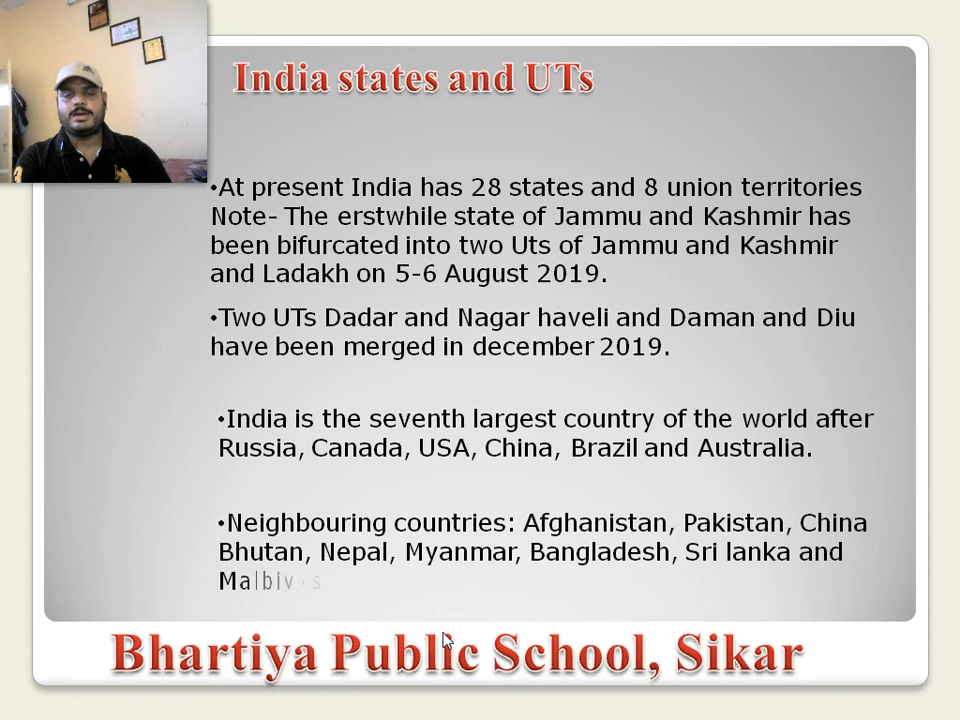 India states and UTs
•At present India has 28 states and 8 union territories
Note- The erstwhile state of Jammu and Kashmir has
been bifurcated into two Uts of Jammu and Kashmir
and Ladakh on 5-6 August 2019.
•Two UTs Dadar and Nagar haveli and Daman and Diu
have been merged in december 2019.
•India is the seventh largest country of the world after
Russia, Canada, USA, China, Brazil and Australia.
•Neighbouring countries: Afghanistan, Pakistan, China
Bhutan, Nepal, Myanmar, Bangladesh, Sri lanka and
Bhartiya Public School, Sikar